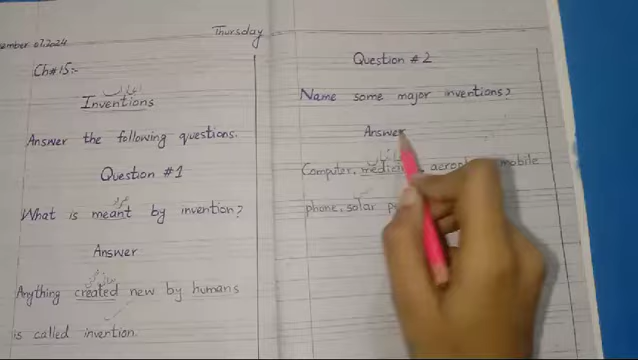 Thursday
Ch#15:-
Inventions
Answer the following questions.
Question #1
What is meant by invention?
Answer
Anything created new by humans
is called invention.
Question #2
Name some major inventions?
Answer
Computer, mobile
phone, solar